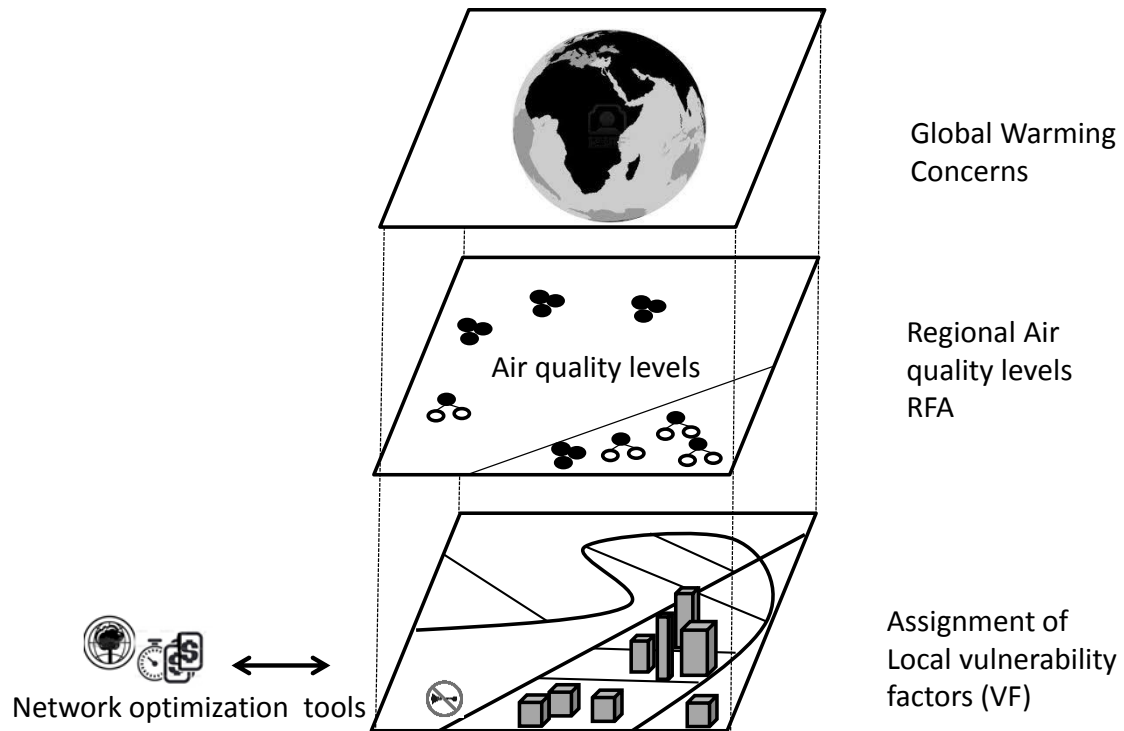 Global Warming
Concerns
Air quality levels
Regional Air
quality levels
RFA
Assignment of
Local vulnerability
factors (VF)
$
$
Network optimization tools